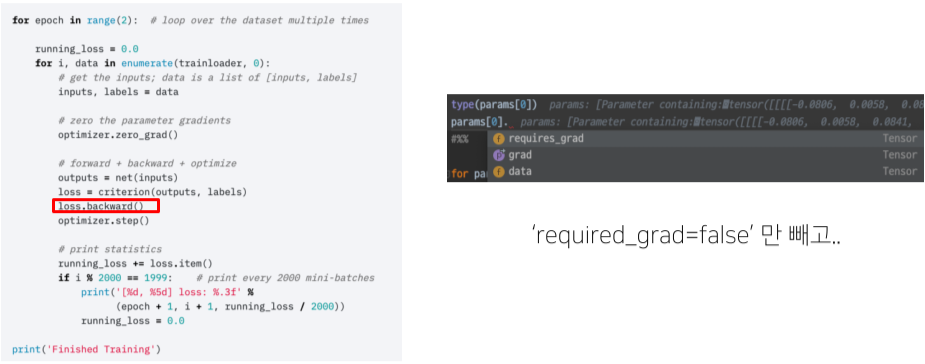 for epoch in range(2):  # loop over the dataset multiple times
running_loss = 0.0
for i, data in enumerate(trainloader, 0):
# get the inputs; data is a list of [inputs, labels]
inputs, labels = data
# zero the parameter gradients
optimizer.zero_grad()
# forward + backward + optimize
outputs = net(inputs)
loss = criterion(outputs, labels)
loss.backward()
optimizer.step()
# print statistics
running_loss += loss.item()
if i % 2000 == 1999:    # print every 2000 mini-batches
print('[%d, %5d] loss: %.3f' %
(epoch + 1, i + 1, running_loss / 2000))
running_loss = 0.0
print('Finished Training')
type(params[0])  params: [Parameter containing: tensor([[[[-0.0806,  0.0058,  0.08
params[0].  params: [Parameter containing: tensor([[[[-0.0806,  0.0058,  0.0841,
#%%
requires_grad Tensor
grad Tensor
for pa
data Tensor
'required_grad=false' 만 빼고..